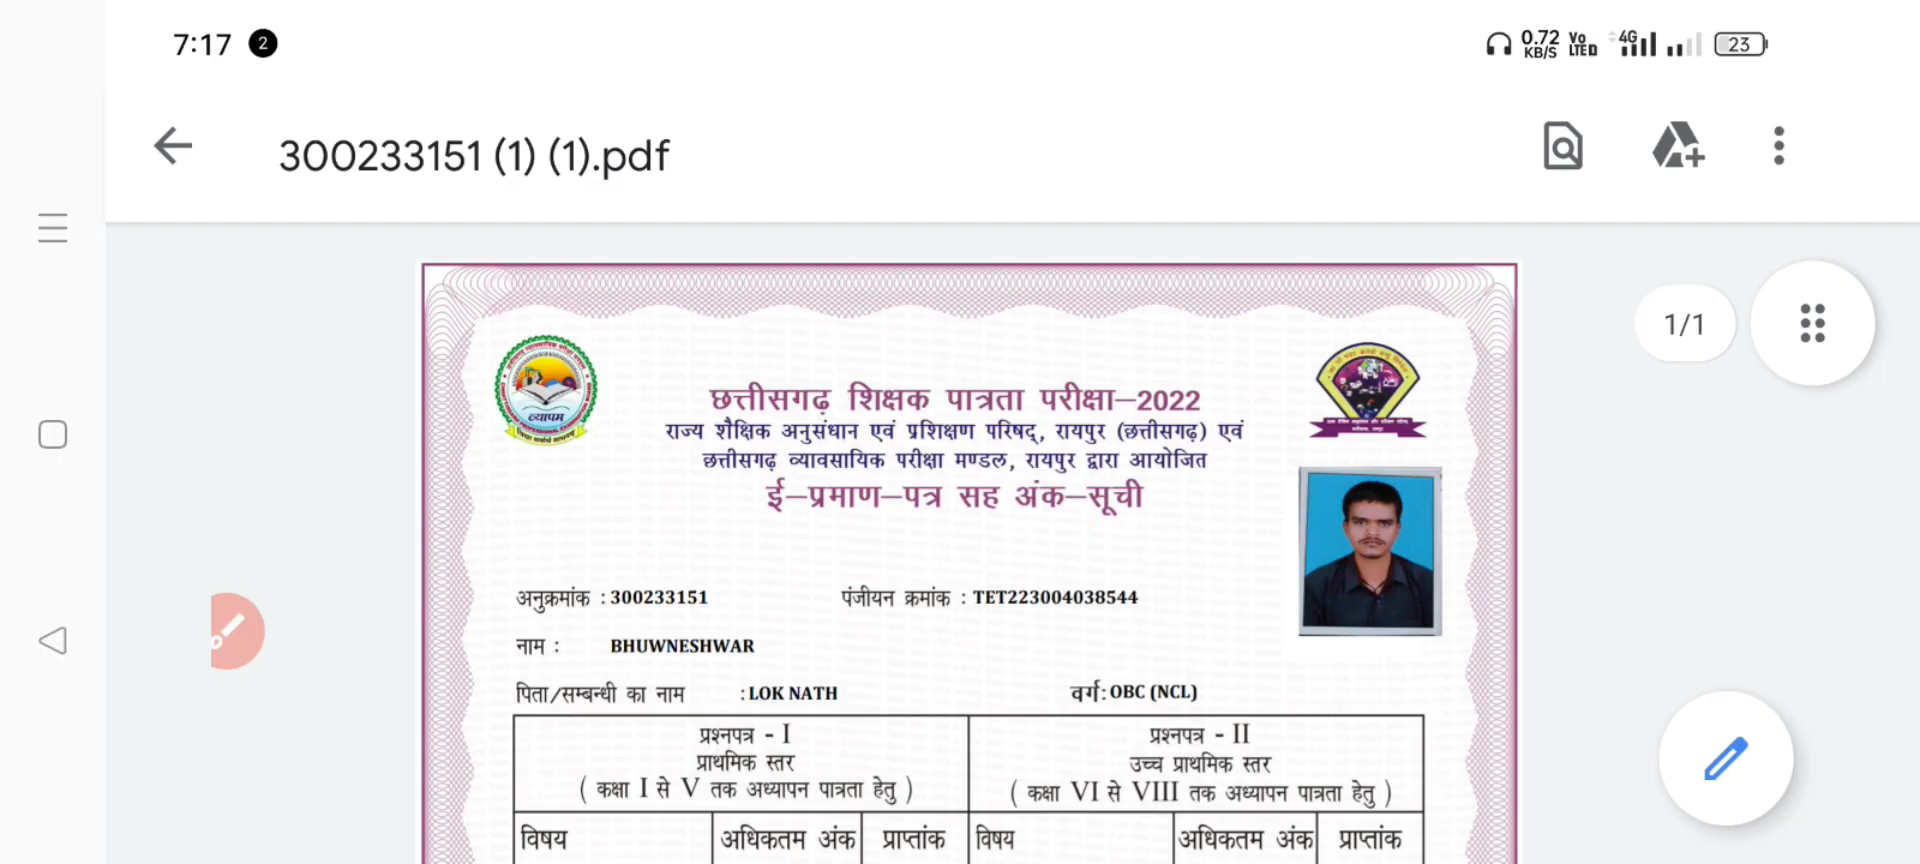 7:17 2 0.72 KB/S Vo LTED 4G 23
300233151 (1) (1).pdf
1/1
छत्तीसगढ़ शिक्षक पात्रता परीक्षा–2022
राज्य शैक्षिक अनुसंधान एवं प्रशिक्षण परिषद्, रायपुर (छत्तीसगढ़) एवं
छत्तीसगढ़ व्यावसायिक परीक्षा मण्डल, रायपुर द्वारा आयोजित
ई–प्रमाण–पत्र सह अंक–सूची
व्यापम
अनुक्रमांक : 300233151 पंजीयन क्रमांक : TET223004038544
नाम : BHUWNESHWAR
पिता/सम्बन्धी का नाम : LOK NATH वर्ग: OBC (NCL)
प्रश्नपत्र - I
प्राथमिक स्तर
( कक्षा I से V तक अध्यापन पात्रता हेतु )
प्रश्नपत्र - II
उच्च प्राथमिक स्तर
( कक्षा VI से VIII तक अध्यापन पात्रता हेतु )
विषय अधिकतम अंक प्राप्तांक विषय अधिकतम अंक प्राप्तांक